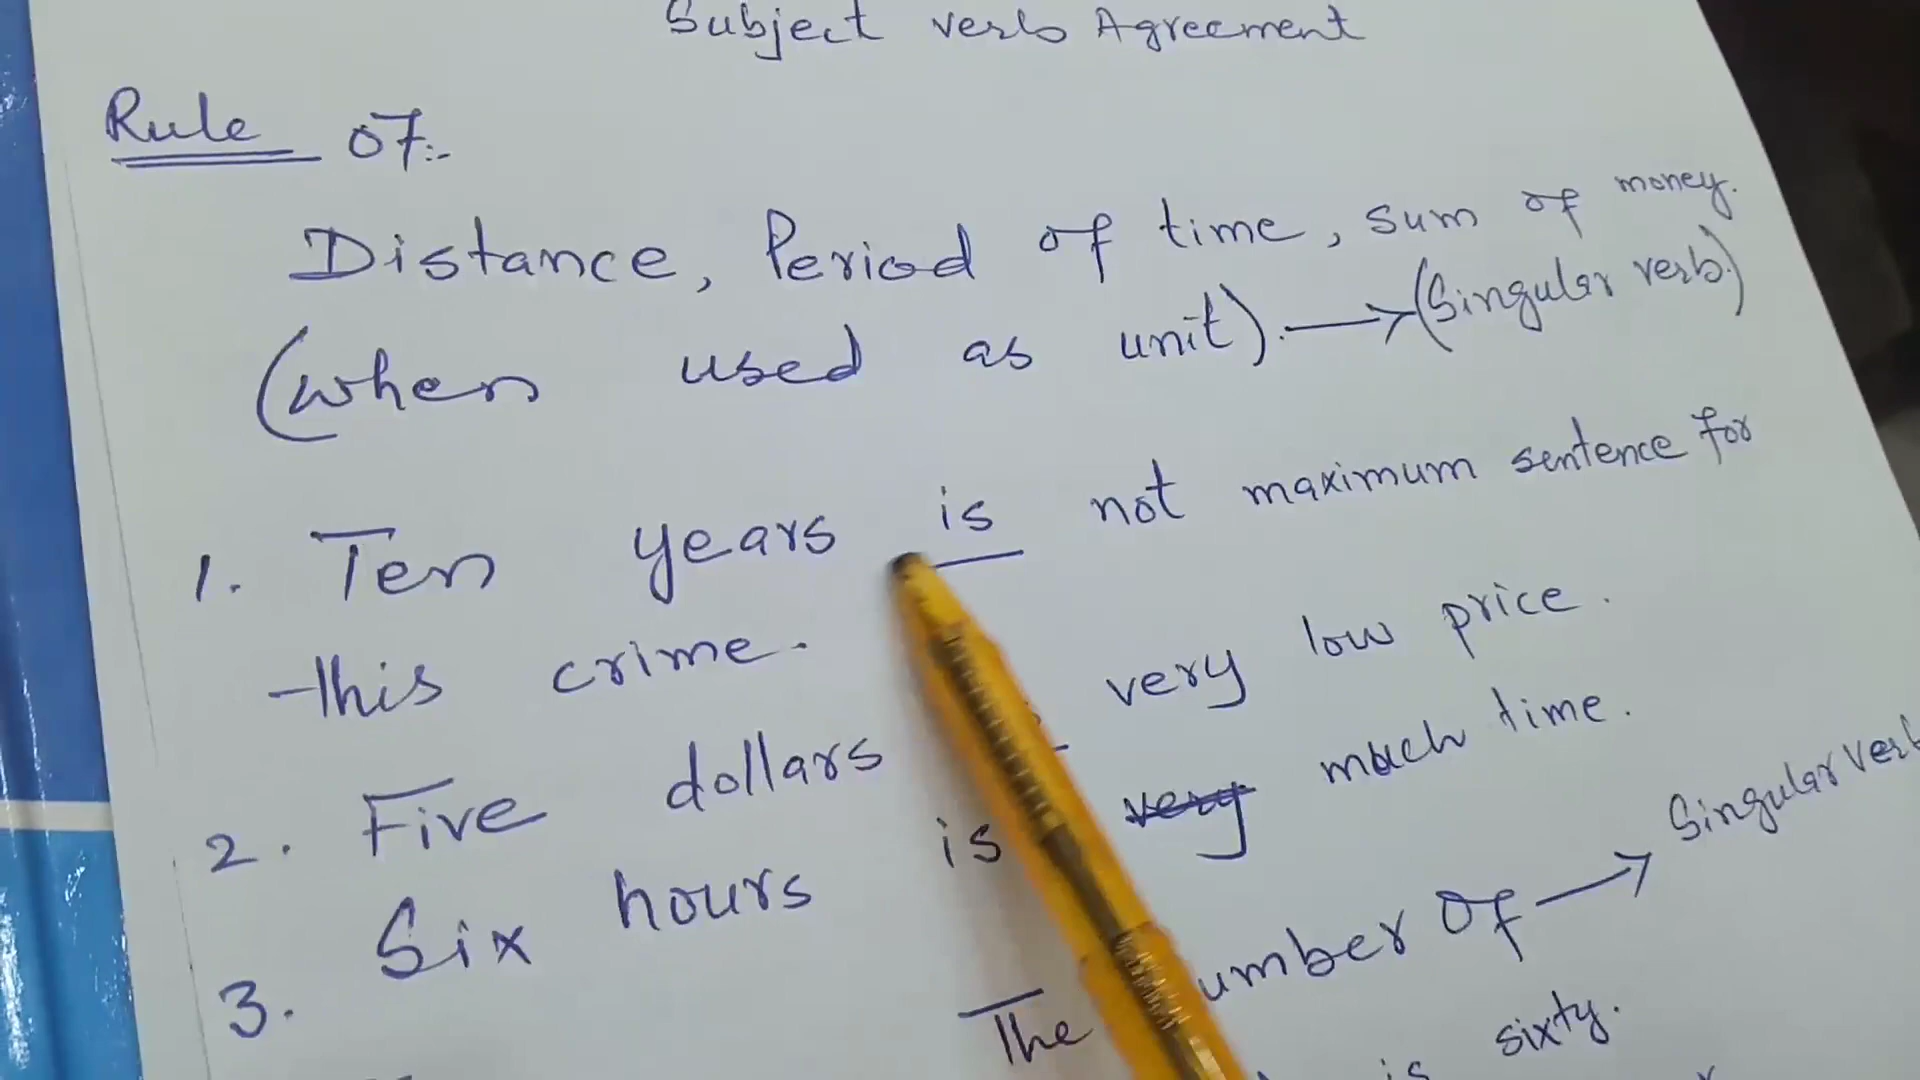 Subject verb Agreement
Rule 07:-
Distance, Period of time, sum of money.
(when used as unit). → (Singular verb)
1. Ten years is not maximum sentence for
this crime.
2. Five dollars very low price.
3. Six hours is very much time.
The umber of → Singular verb
is sixty.